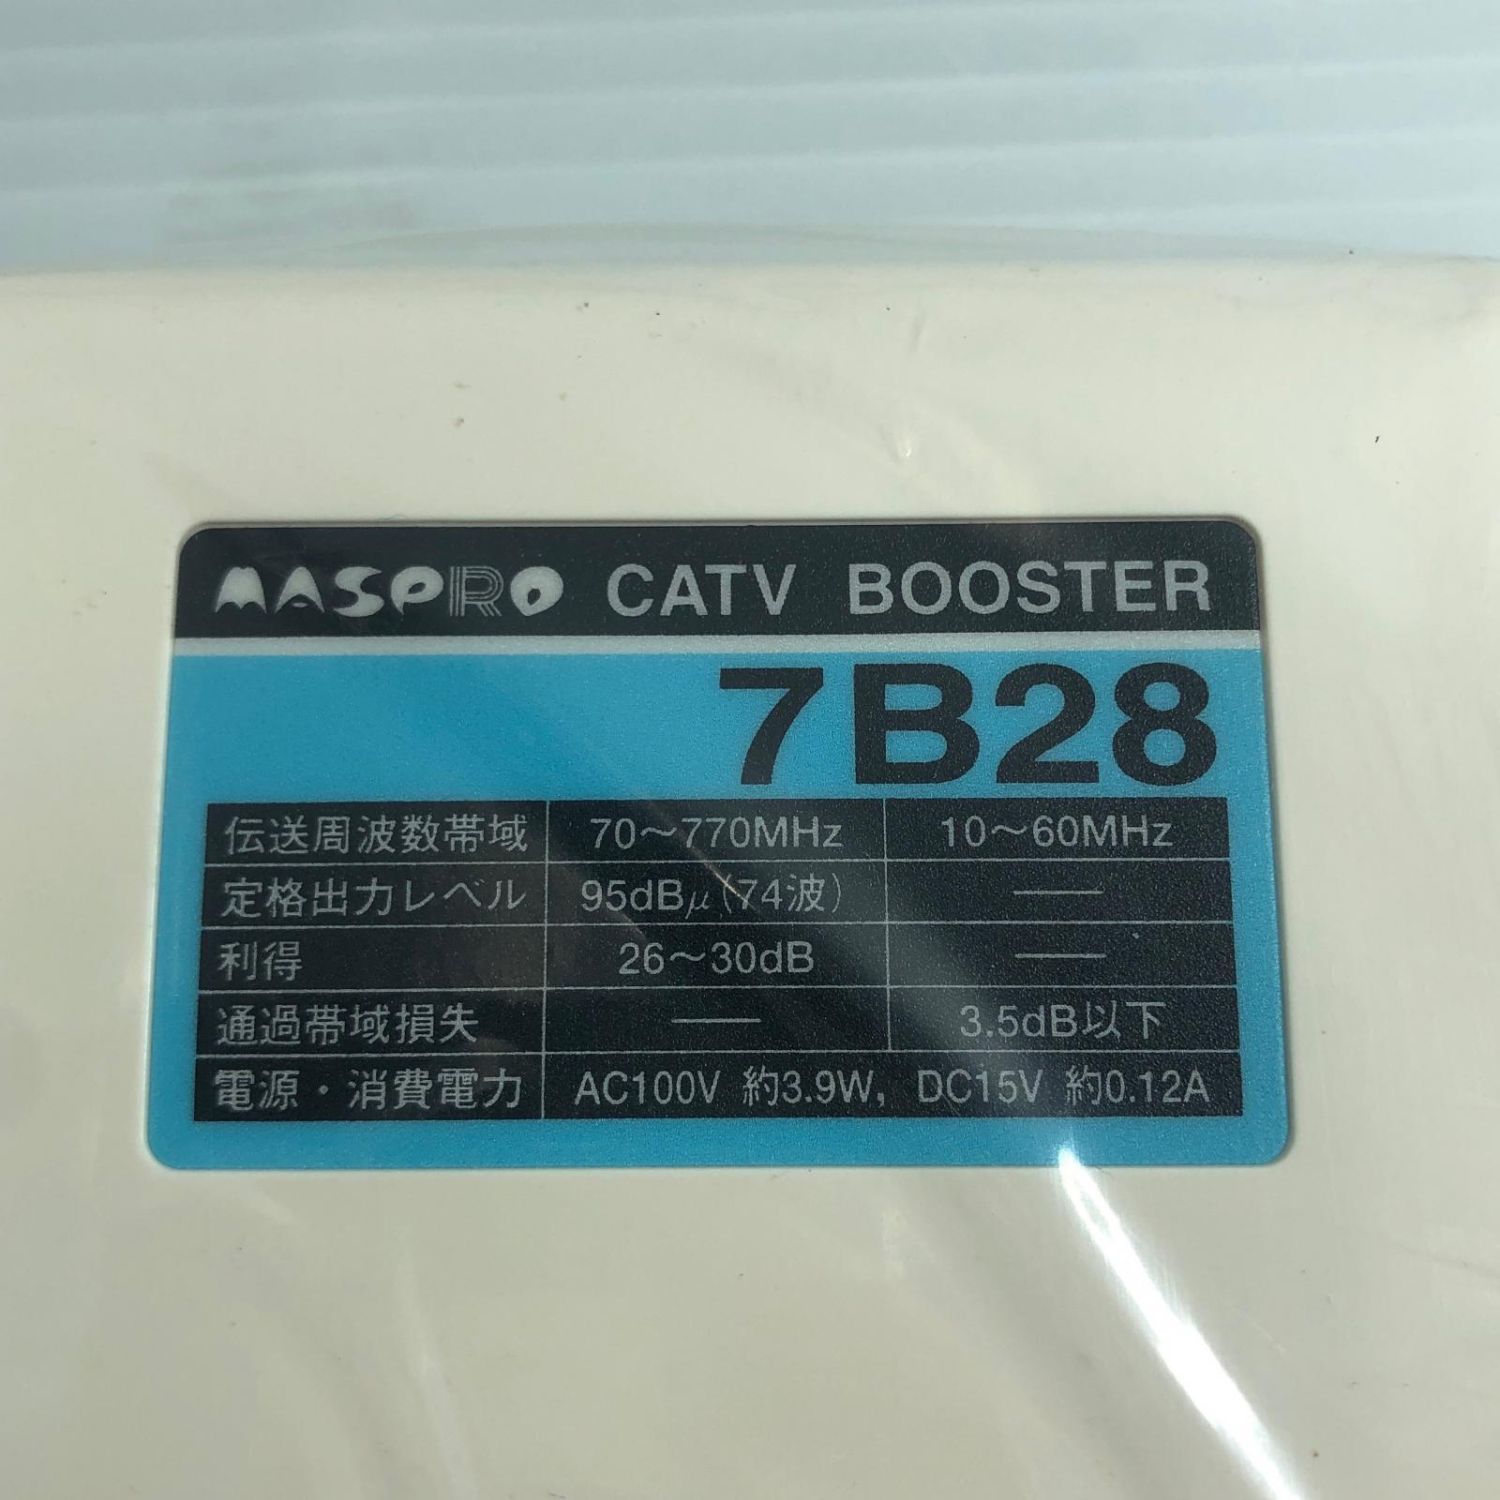 MASPRO CATV BOOSTER
7B28
伝送周波数帯域 70～770MHz 10～60MHz
定格出力レベル 95dBμ(74波) ——
利得 26～30dB ——
通過帯域損失 —— 3.5dB以下
電源・消費電力 AC100V 約3.9W, DC15V 約0.12A